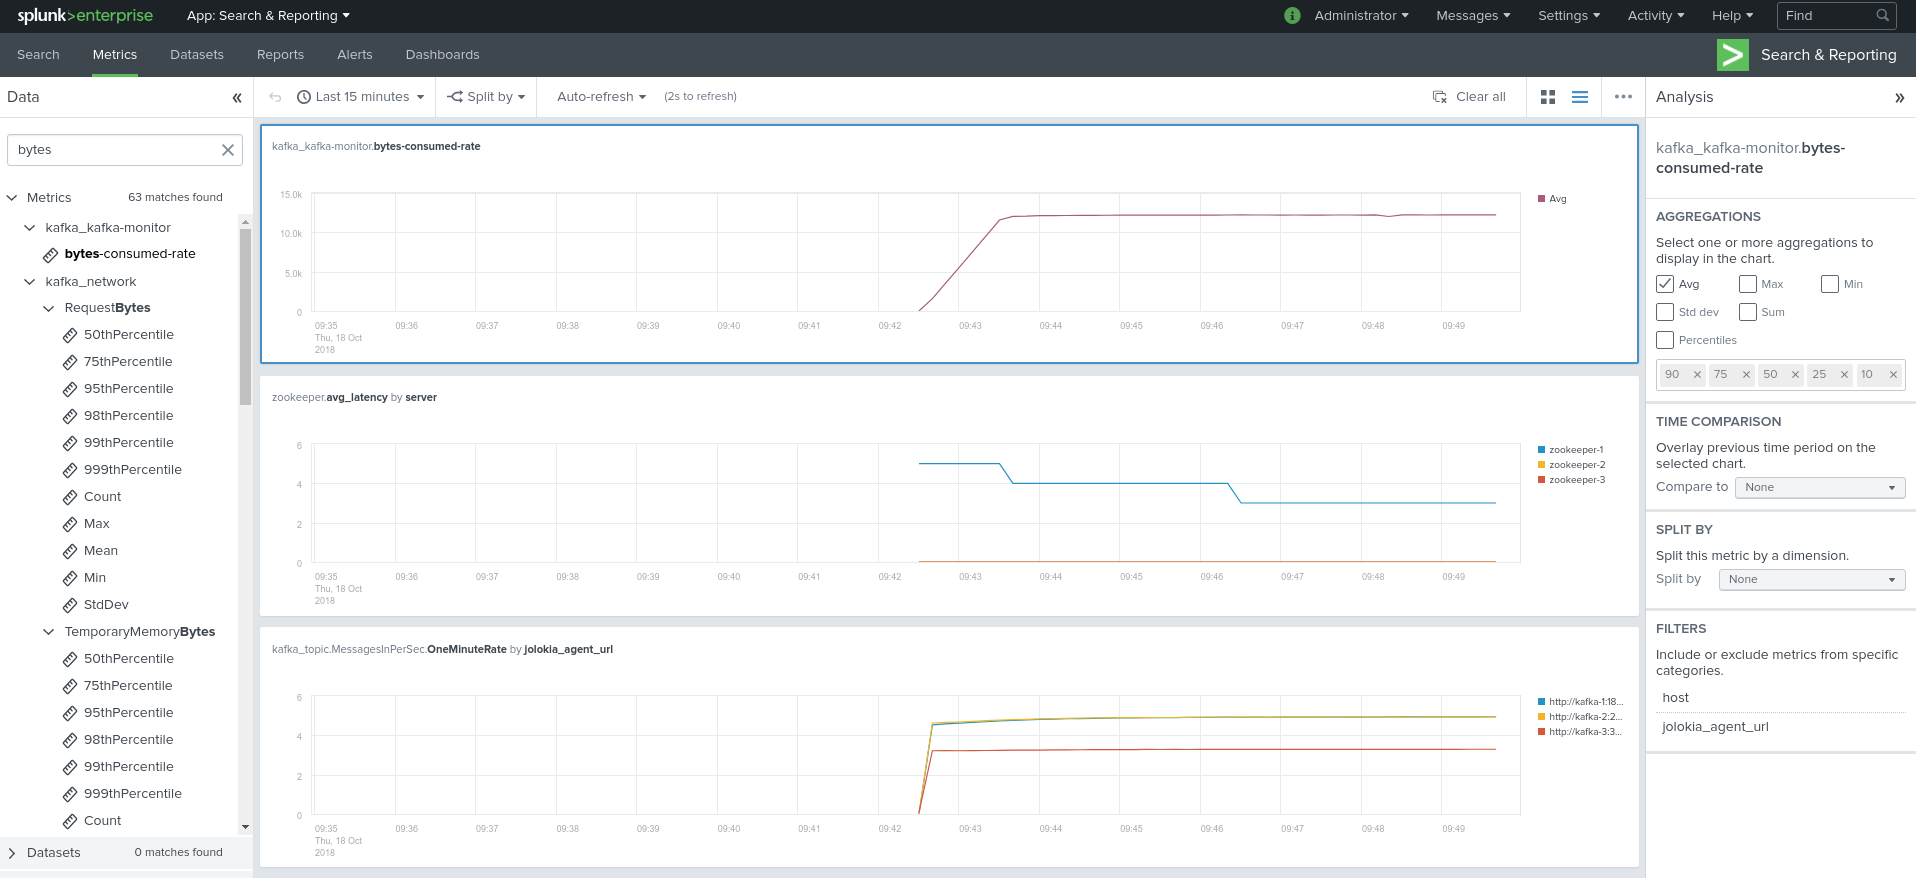 splunk>enterprise App: Search & Reporting
i Administrator Messages Settings Activity Help Find
Search Metrics Datasets Reports Alerts Dashboards
Search & Reporting
Data
bytes
Metrics 63 matches found
kafka_kafka-monitor
bytes-consumed-rate
kafka_network
RequestBytes
50thPercentile
75thPercentile
95thPercentile
98thPercentile
99thPercentile
999thPercentile
Count
Max
Mean
Min
StdDev
TemporaryMemoryBytes
50thPercentile
75thPercentile
95thPercentile
98thPercentile
99thPercentile
999thPercentile
Count
Datasets 0 matches found
Last 15 minutes Split by Auto-refresh (2s to refresh) Clear all
kafka_kafka-monitor.bytes-consumed-rate
15.0k
10.0k
5.0k
0
09:35 09:36 09:37 09:38 09:39 09:40 09:41 09:42 09:43 09:44 09:45 09:46 09:47 09:48 09:49
Thu, 18 Oct
2018
Avg
zookeeper.avg_latency by server
6
4
2
0
09:35 09:36 09:37 09:38 09:39 09:40 09:41 09:42 09:43 09:44 09:45 09:46 09:47 09:48 09:49
Thu, 18 Oct
2018
zookeeper-1
zookeeper-2
zookeeper-3
kafka_topic.MessagesInPerSec.OneMinuteRate by jolokia_agent_url
6
4
2
0
09:35 09:36 09:37 09:38 09:39 09:40 09:41 09:42 09:43 09:44 09:45 09:46 09:47 09:48 09:49
Thu, 18 Oct
2018
http://kafka-1:18...
http://kafka-2:2...
http://kafka-3:3...
Analysis
kafka_kafka-monitor.bytes-
consumed-rate
AGGREGATIONS
Select one or more aggregations to
display in the chart.
Avg Max Min
Std dev Sum
Percentiles
90 75 50 25 10
TIME COMPARISON
Overlay previous time period on the
selected chart.
Compare to None
SPLIT BY
Split this metric by a dimension.
Split by None
FILTERS
Include or exclude metrics from specific
categories.
host
jolokia_agent_url